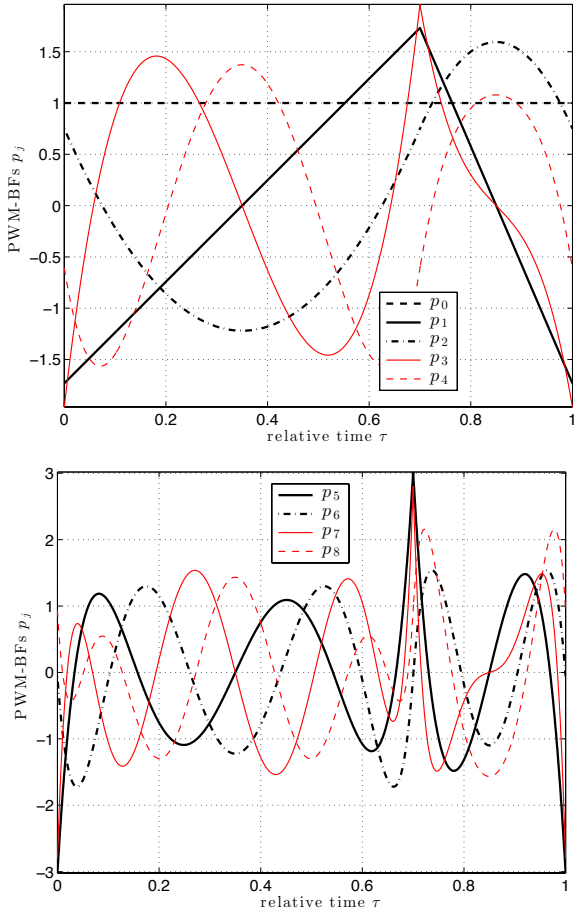 1.5
1
0.5
0
−0.5
−1
−1.5
PWM-BFs p_j
0
0.2
0.4
0.6
0.8
1
relative time τ
p_0
p_1
p_2
p_3
p_4
3
2
1
0
−1
−2
−3
PWM-BFs p_j
0
0.2
0.4
0.6
0.8
1
relative time τ
p_5
p_6
p_7
p_8